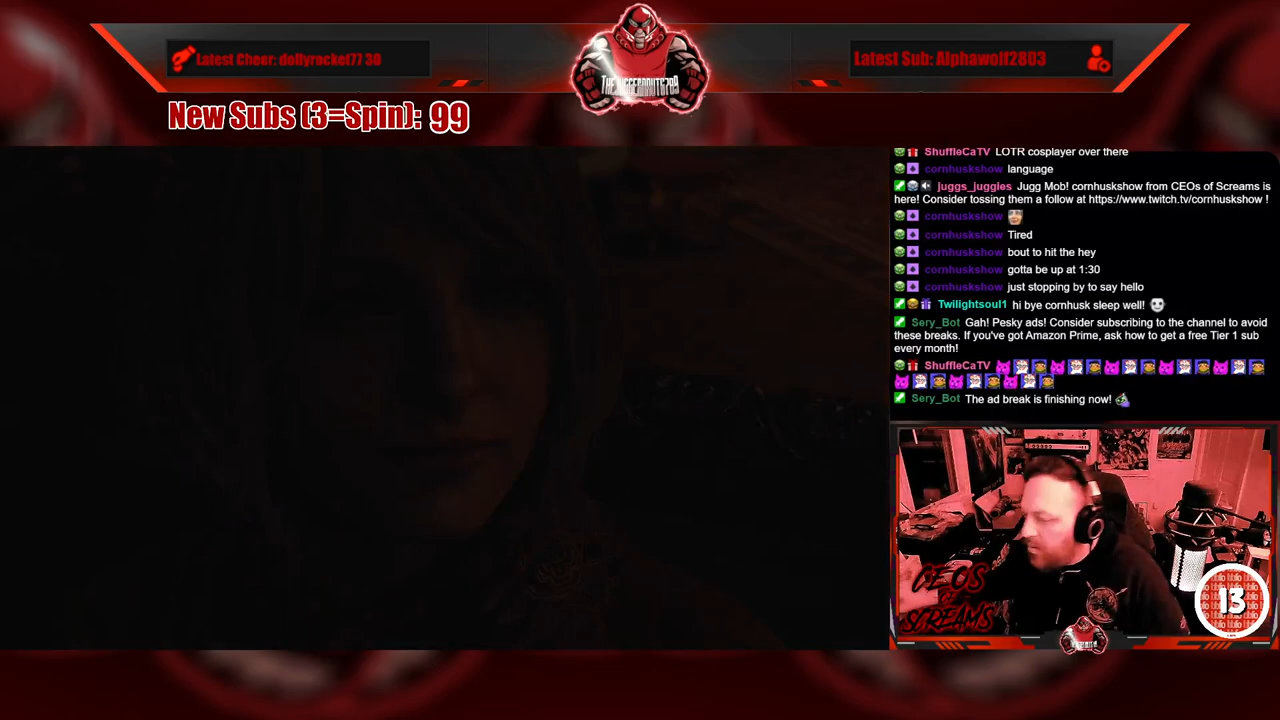 Latest Cheer: dollyrocket77 30
THEJUGGERNAUT6789
Latest Sub: Alphawolf2803
New Subs (3=Spin): 99
ShuffleCaTV LOTR cosplayer over there
cornhuskshow language
juggs_juggles Jugg Mob! cornhuskshow from CEOs of Screams is
here! Consider tossing them a follow at https://www.twitch.tv/cornhuskshow !
cornhuskshow
cornhuskshow Tired
cornhuskshow bout to hit the hey
cornhuskshow gotta be up at 1:30
cornhuskshow just stopping by to say hello
Twilightsoul1 hi bye cornhusk sleep well!
Sery_Bot Gah! Pesky ads! Consider subscribing to the channel to avoid
these breaks. If you've got Amazon Prime, ask how to get a free Tier 1 sub
every month!
ShuffleCaTV
Sery_Bot The ad break is finishing now!
CEOS
OF
SCREAMS
13